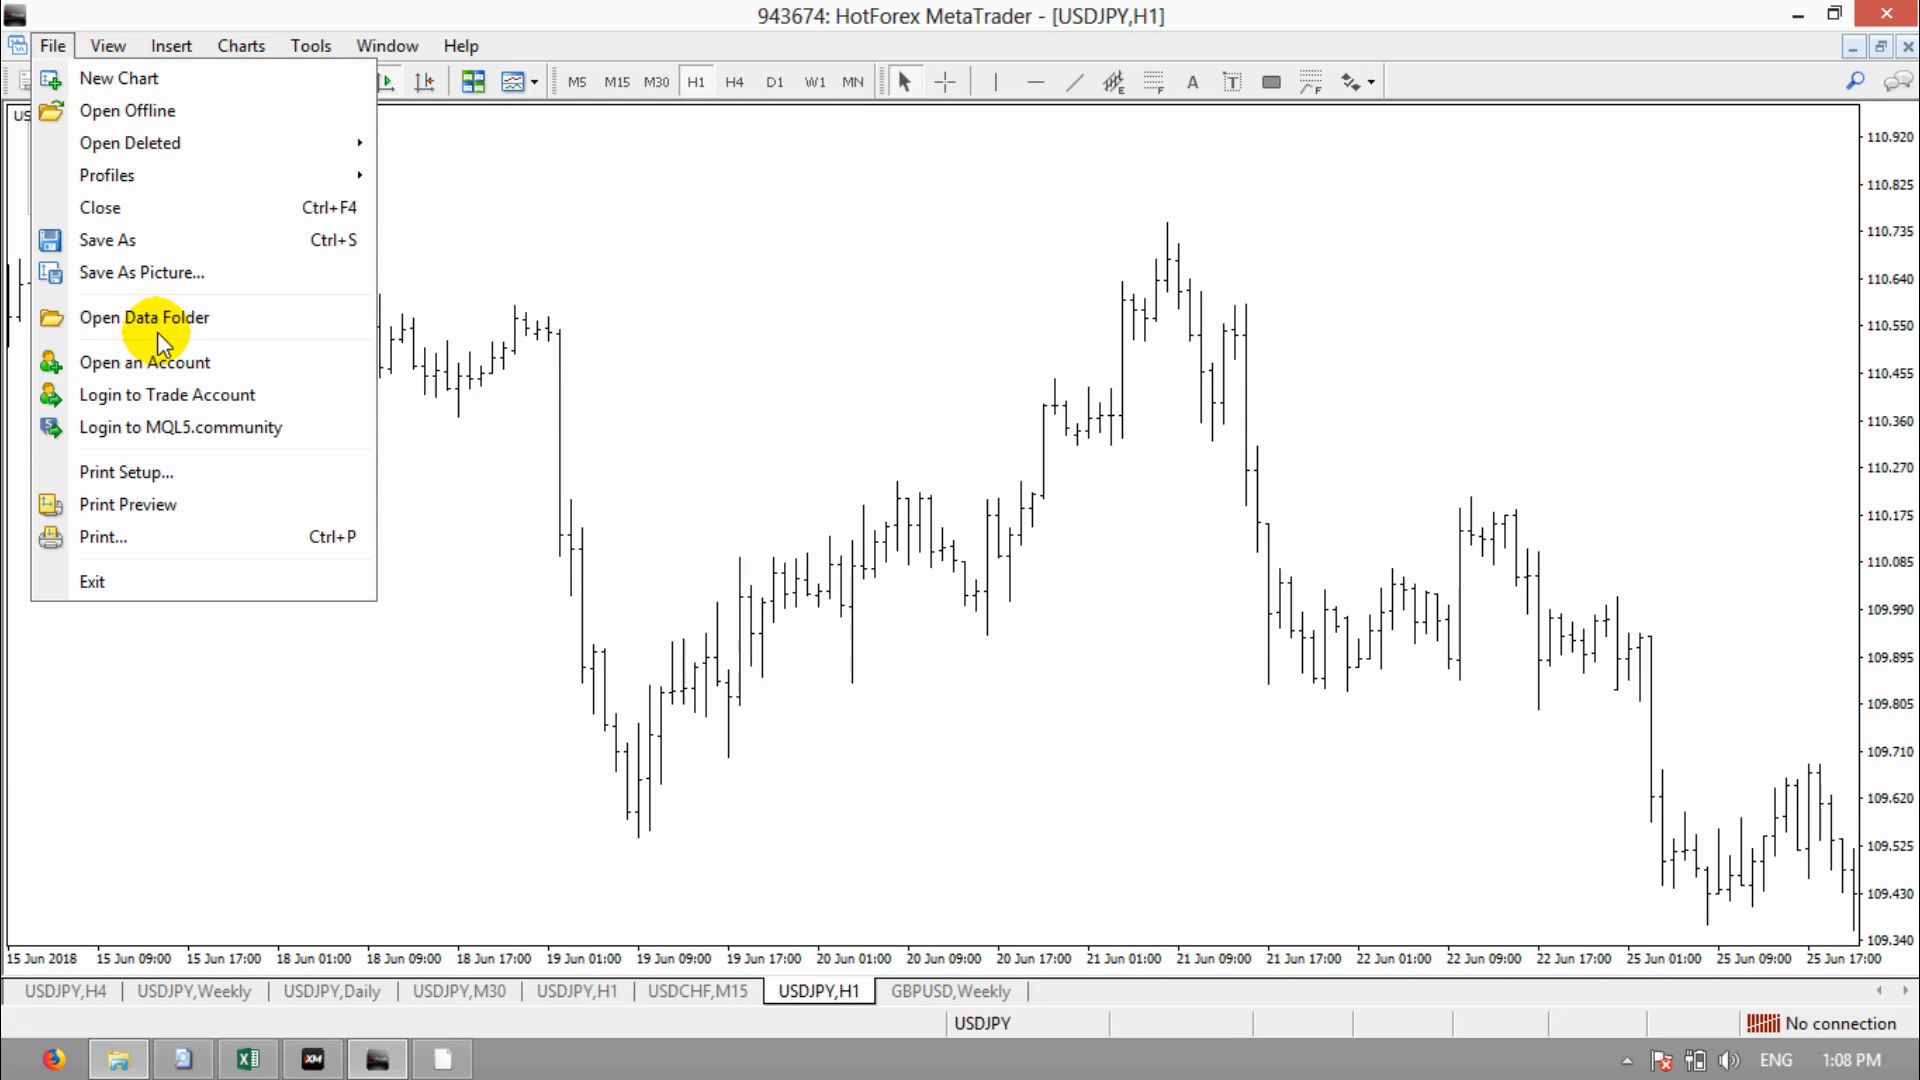 943674: HotForex MetaTrader - [USDJPY,H1]
File View Insert Charts Tools Window Help
M5 M15 M30 H1 H4 D1 W1 MN
New Chart
Open Offline
Open Deleted
Profiles
Close Ctrl+F4
Save As Ctrl+S
Save As Picture...
Open Data Folder
Open an Account
Login to Trade Account
Login to MQL5.community
Print Setup...
Print Preview
Print... Ctrl+P
Exit
110.920
110.825
110.735
110.640
110.550
110.455
110.360
110.270
110.175
110.085
109.990
109.895
109.805
109.710
109.620
109.525
109.430
109.340
15 Jun 2018 15 Jun 09:00 15 Jun 17:00 18 Jun 01:00 18 Jun 09:00 18 Jun 17:00 19 Jun 01:00 19 Jun 09:00 19 Jun 17:00 20 Jun 01:00 20 Jun 09:00 20 Jun 17:00 21 Jun 01:00 21 Jun 09:00 21 Jun 17:00 22 Jun 01:00 22 Jun 09:00 22 Jun 17:00 25 Jun 01:00 25 Jun 09:00 25 Jun 17:00
USDJPY,H4 USDJPY,Weekly USDJPY,Daily USDJPY,M30 USDJPY,H1 USDCHF,M15 USDJPY,H1 GBPUSD,Weekly
USDJPY No connection
XM ENG 1:08 PM